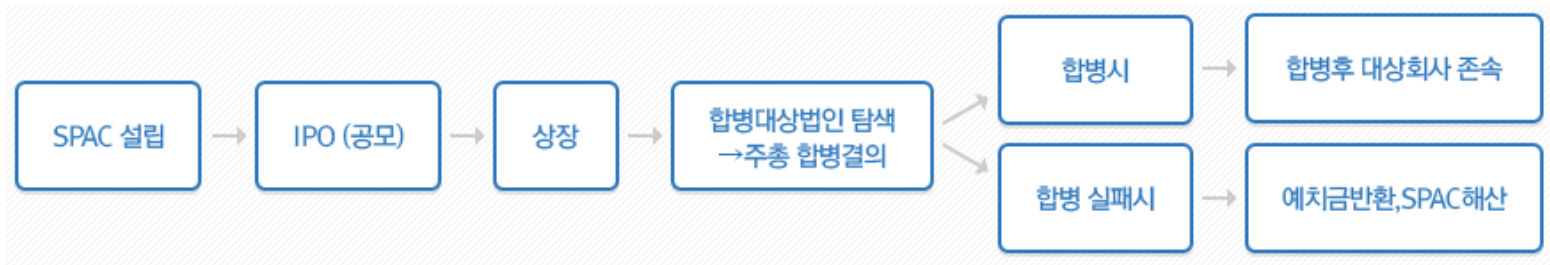 SPAC 설립
IPO (공모)
상장
합병대상법인 탐색
→주총 합병결의
합병시
합병후 대상회사 존속
합병 실패시
예치금반환,SPAC해산